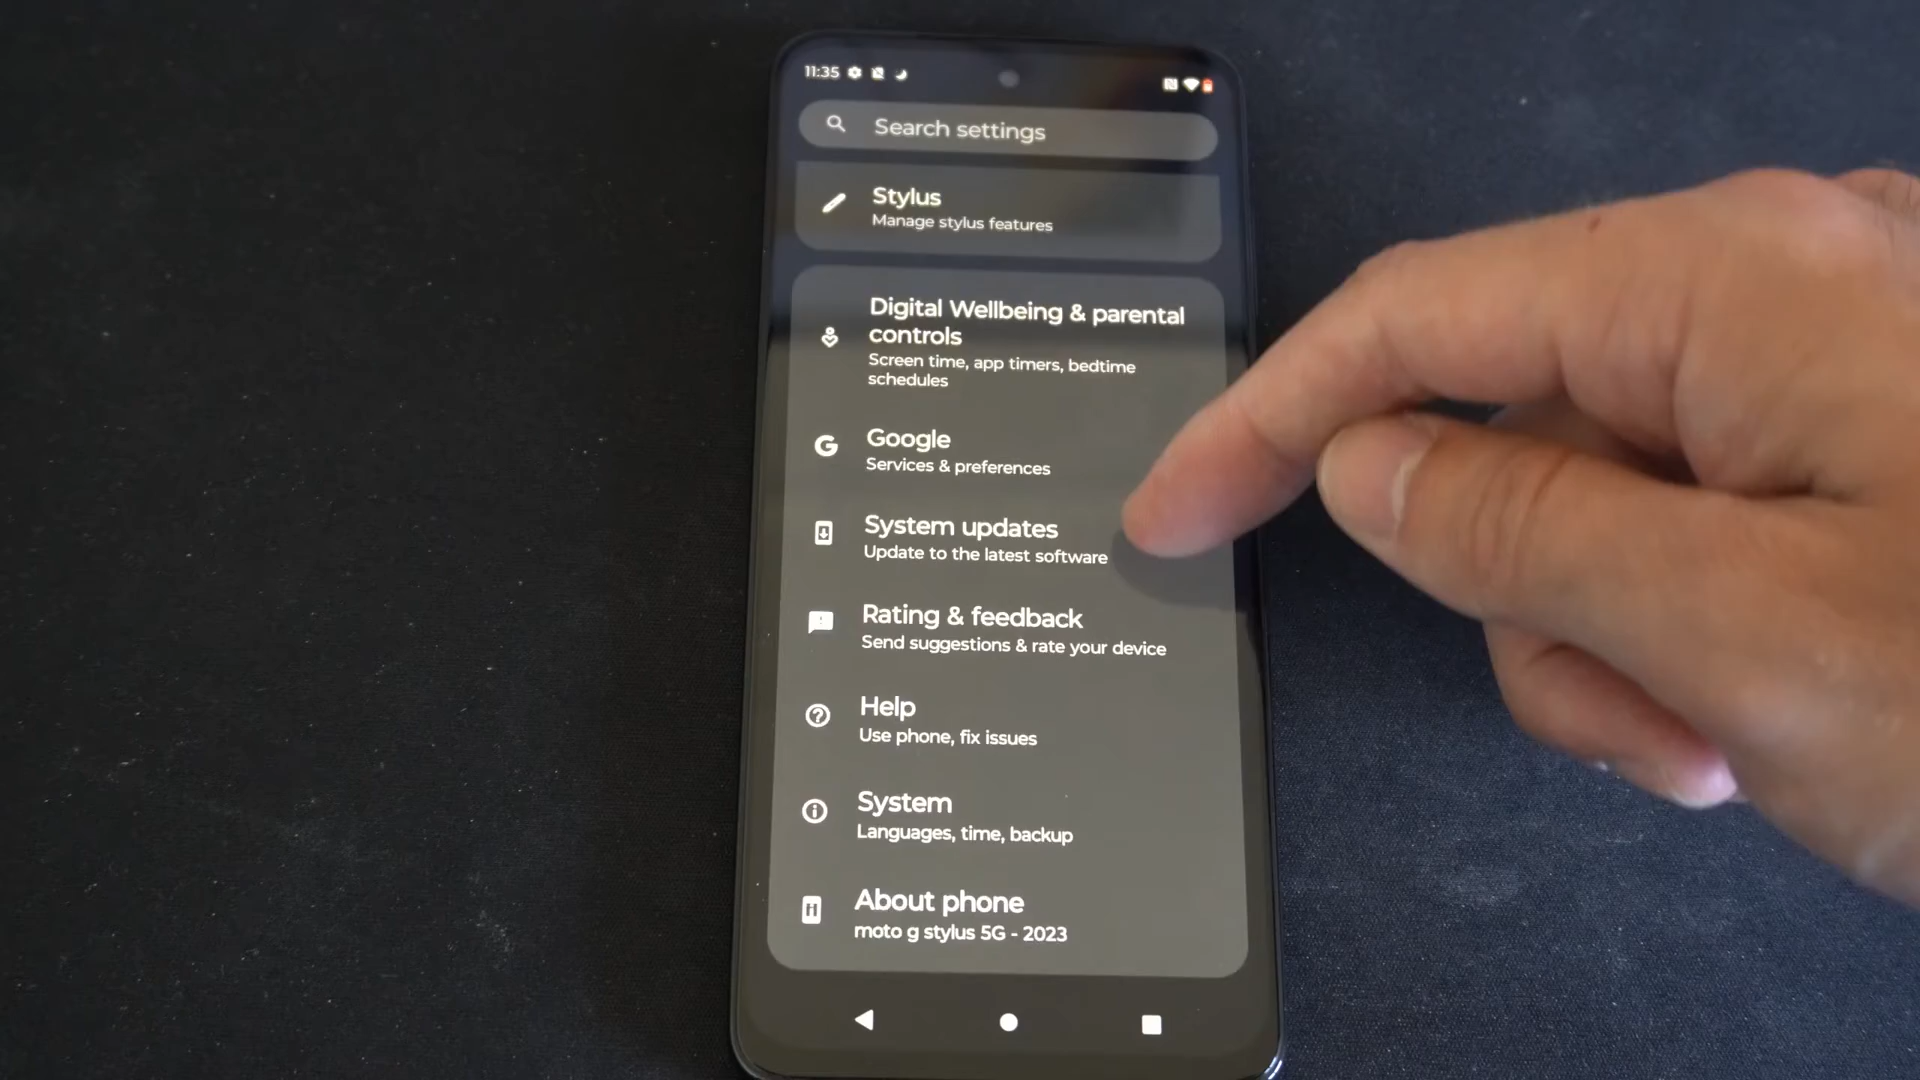 11:35
Search settings
Stylus
Manage stylus features
Digital Wellbeing & parental
controls
Screen time, app timers, bedtime
schedules
Google
Services & preferences
System updates
Update to the latest software
Rating & feedback
Send suggestions & rate your device
Help
Use phone, fix issues
System
Languages, time, backup
About phone
moto g stylus 5G - 2023